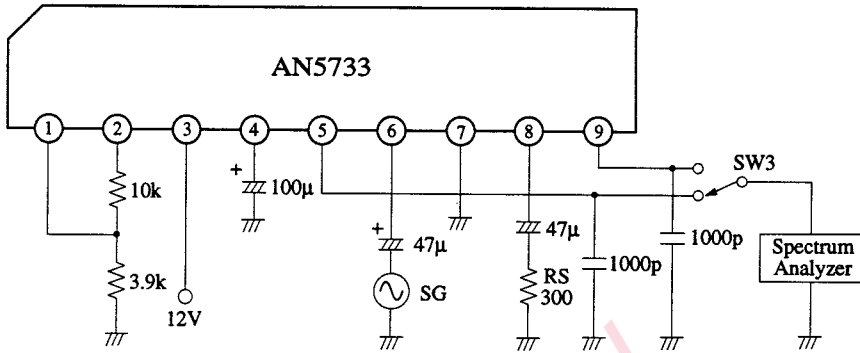 AN5733
1 2 3 4 5 6 7 8 9
SW3
10k
+
100μ
3.9k
+
47μ
47μ
1000p
1000p
Spectrum
Analyzer
12V
SG
RS
300